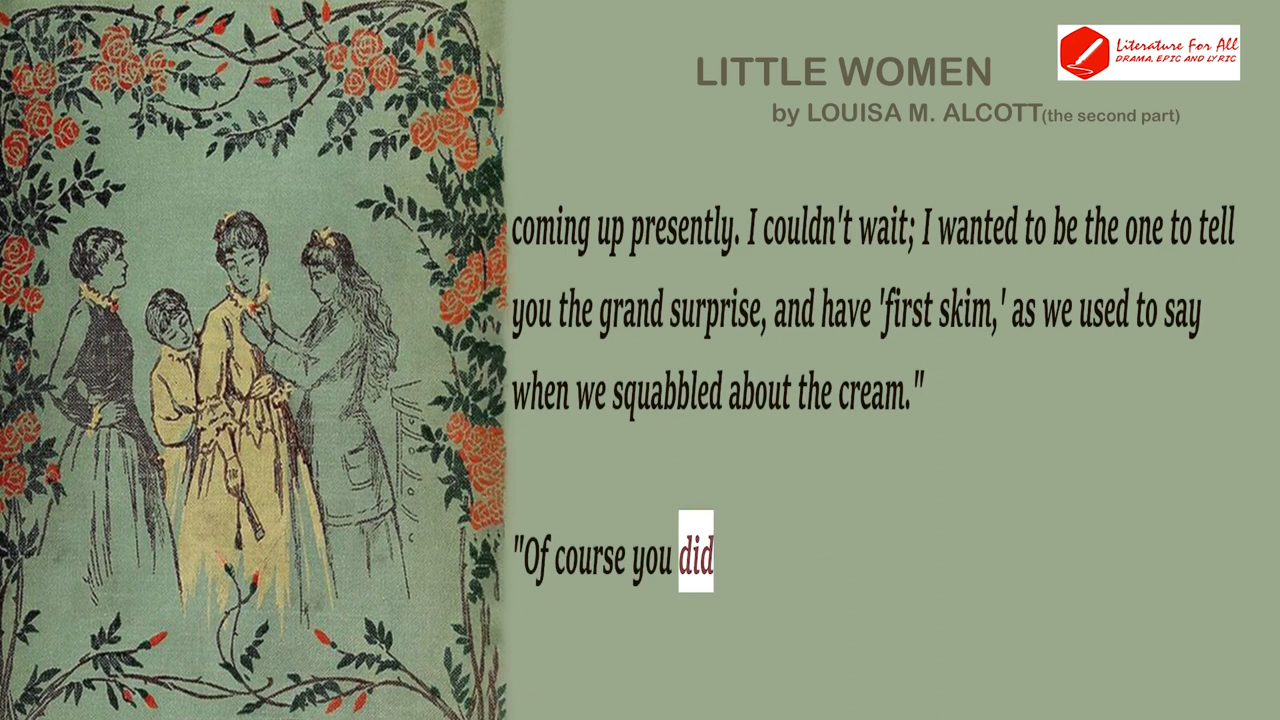 LITTLE WOMEN
by LOUISA M. ALCOTT(the second part)
Literature For All
DRAMA, EPIC AND LYRIC
coming up presently. I couldn't wait; I wanted to be the one to tell
you the grand surprise, and have 'first skim,' as we used to say
when we squabbled about the cream."
"Of course you did